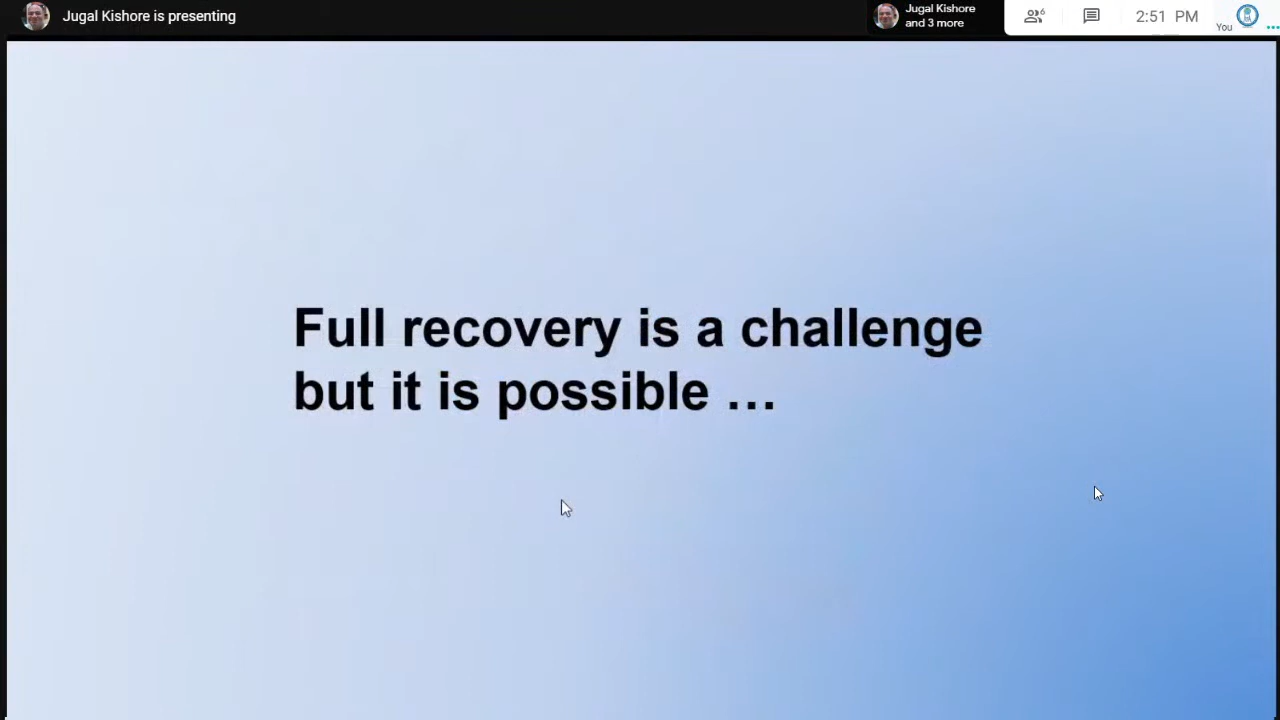 Jugal Kishore is presenting
Jugal Kishore
and 3 more
6
2:51 PM
You
Full recovery is a challenge
but it is possible ...